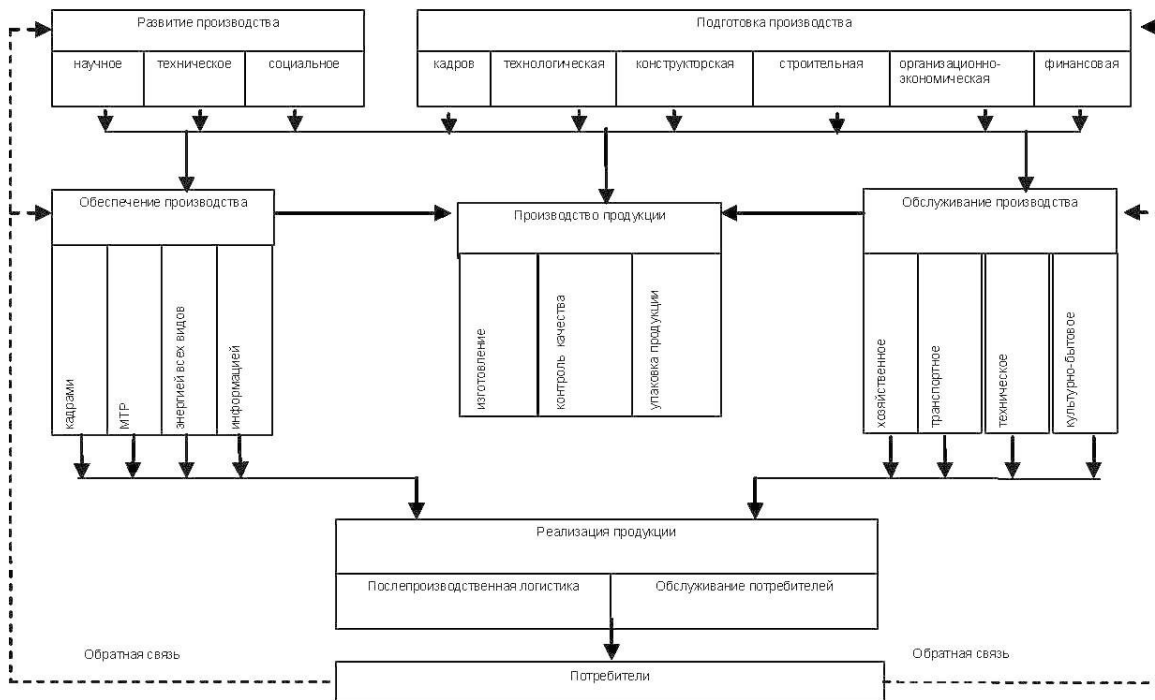 Развитие производства
Подготовка производства
научное
техническое
социальное
кадров
технологическая
конструкторская
строительная
организационно-
экономическая
финансовая
Обеспечение производства
Производство продукции
Обслуживание производства
кадрами
МТР
энергией всех видов
информацией
изготовление
контроль качества
упаковка продукции
хозяйственное
транспортное
техническое
культурно-бытовое
Реализация продукции
Послепроизводственная логистика
Обслуживание потребителей
Обратная связь
Обратная связь
Потребители